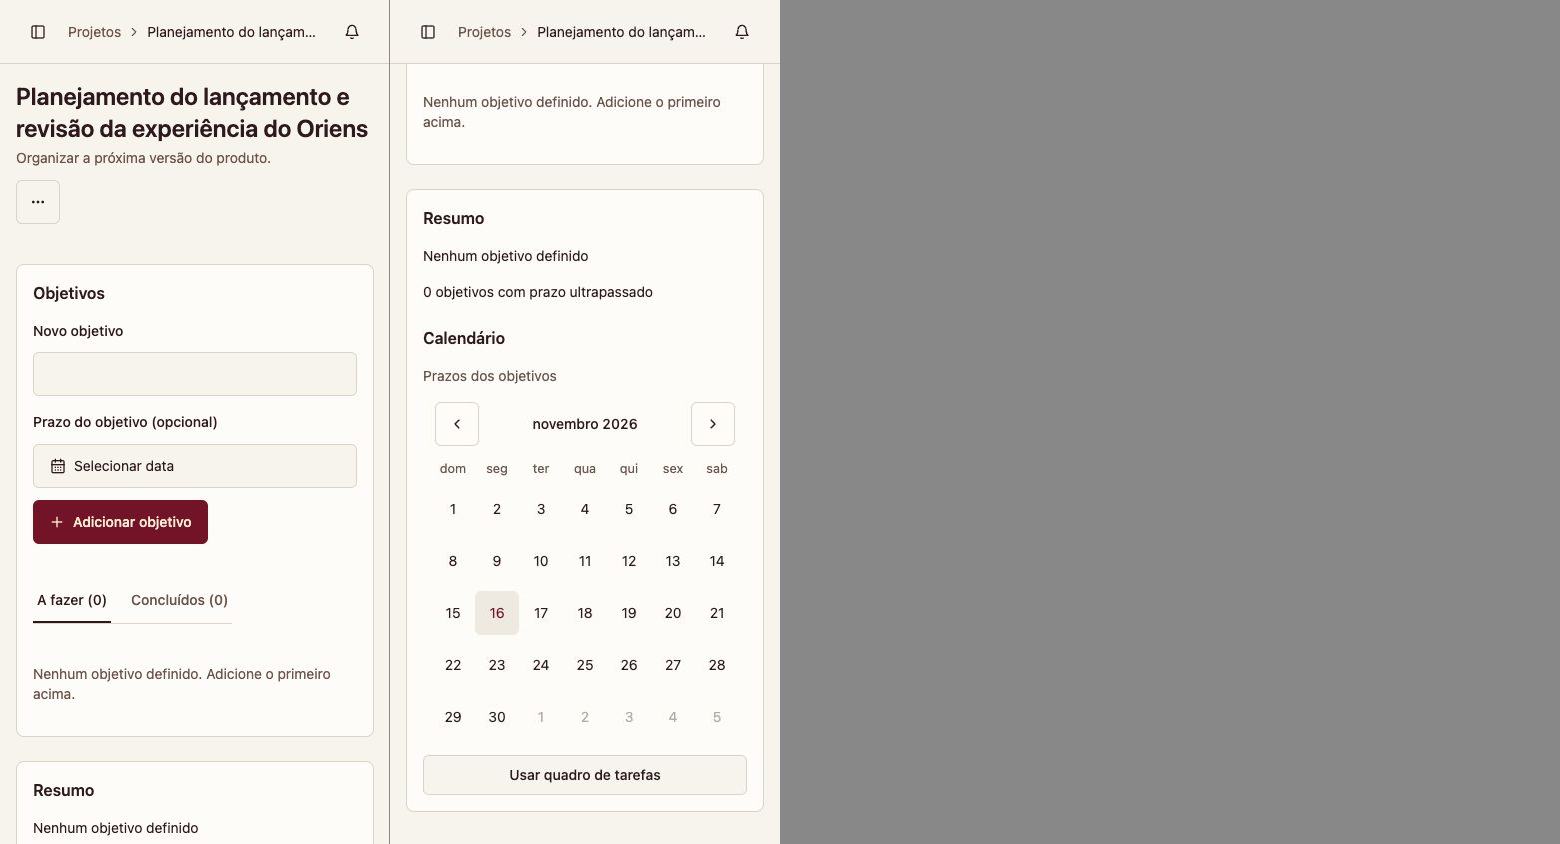 Projetos > Planejamento do lançam...
Planejamento do lançamento e
revisão da experiência do Oriens
Organizar a próxima versão do produto.
...
Objetivos
Novo objetivo
Prazo do objetivo (opcional)
Selecionar data
+ Adicionar objetivo
A fazer (0) Concluídos (0)
Nenhum objetivo definido. Adicione o primeiro
acima.
Resumo
Nenhum objetivo definido
Projetos > Planejamento do lançam...
Nenhum objetivo definido. Adicione o primeiro
acima.
Resumo
Nenhum objetivo definido
0 objetivos com prazo ultrapassado
Calendário
Prazos dos objetivos
< novembro 2026 >
dom seg ter qua qui sex sab
1 2 3 4 5 6 7
8 9 10 11 12 13 14
15 16 17 18 19 20 21
22 23 24 25 26 27 28
29 30 1 2 3 4 5
Usar quadro de tarefas